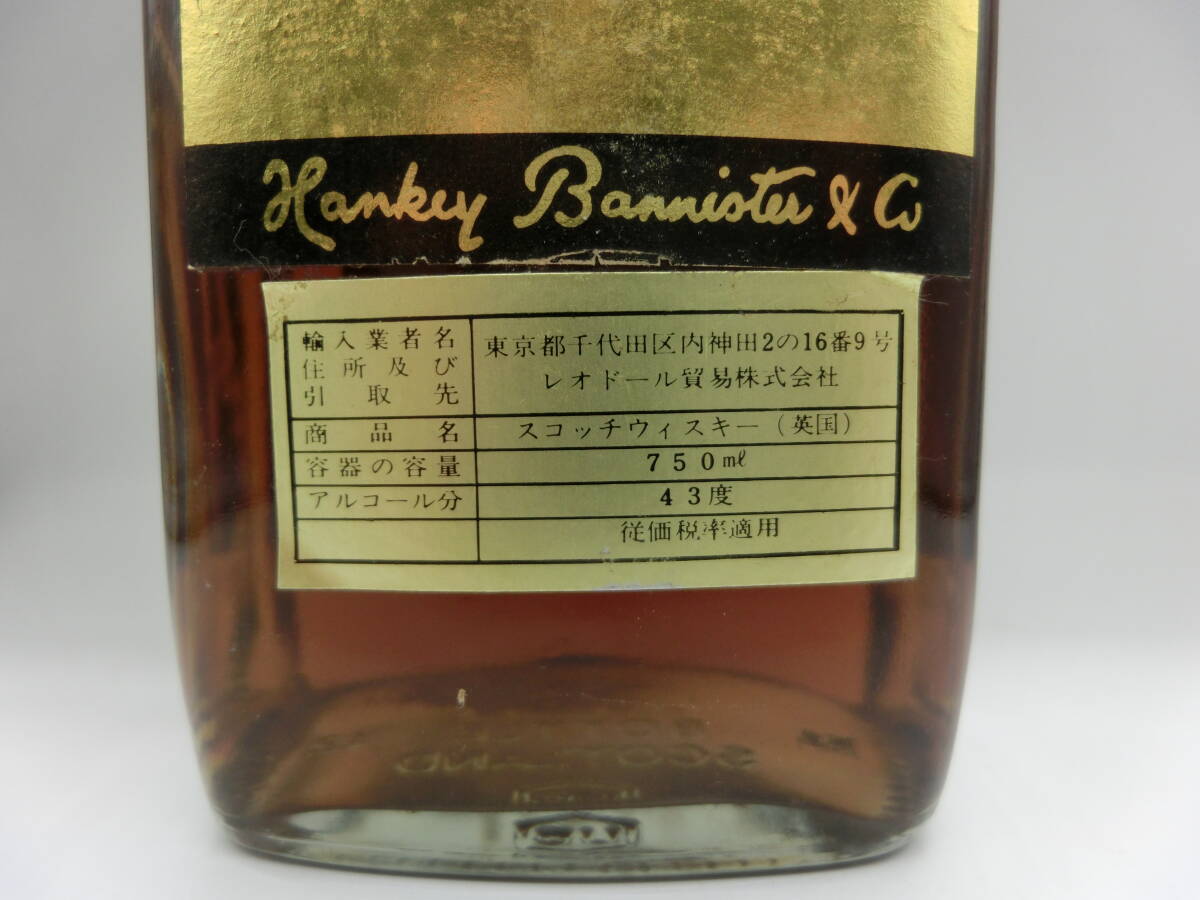 Hankey Bannister & Co
輸入業者名
住所及び
引取先
東京都千代田区内神田2の16番9号
レオドール貿易株式会社
商品名 スコッチウィスキー(英国)
容器の容量 750ml
アルコール分 43度
従価税率適用